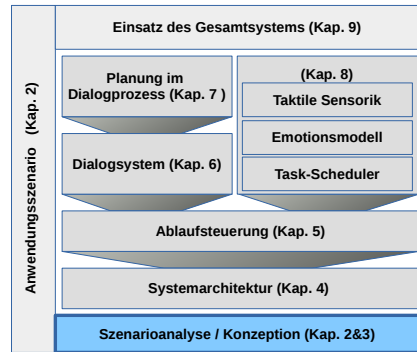 Einsatz des Gesamtsystems (Kap. 9)
Anwendungsszenario (Kap. 2)
Planung im
Dialogprozess (Kap. 7 )
(Kap. 8)
Taktile Sensorik
Emotionsmodell
Task-Scheduler
Dialogsystem (Kap. 6)
Ablaufsteuerung (Kap. 5)
Systemarchitektur (Kap. 4)
Szenarioanalyse / Konzeption (Kap. 2&3)